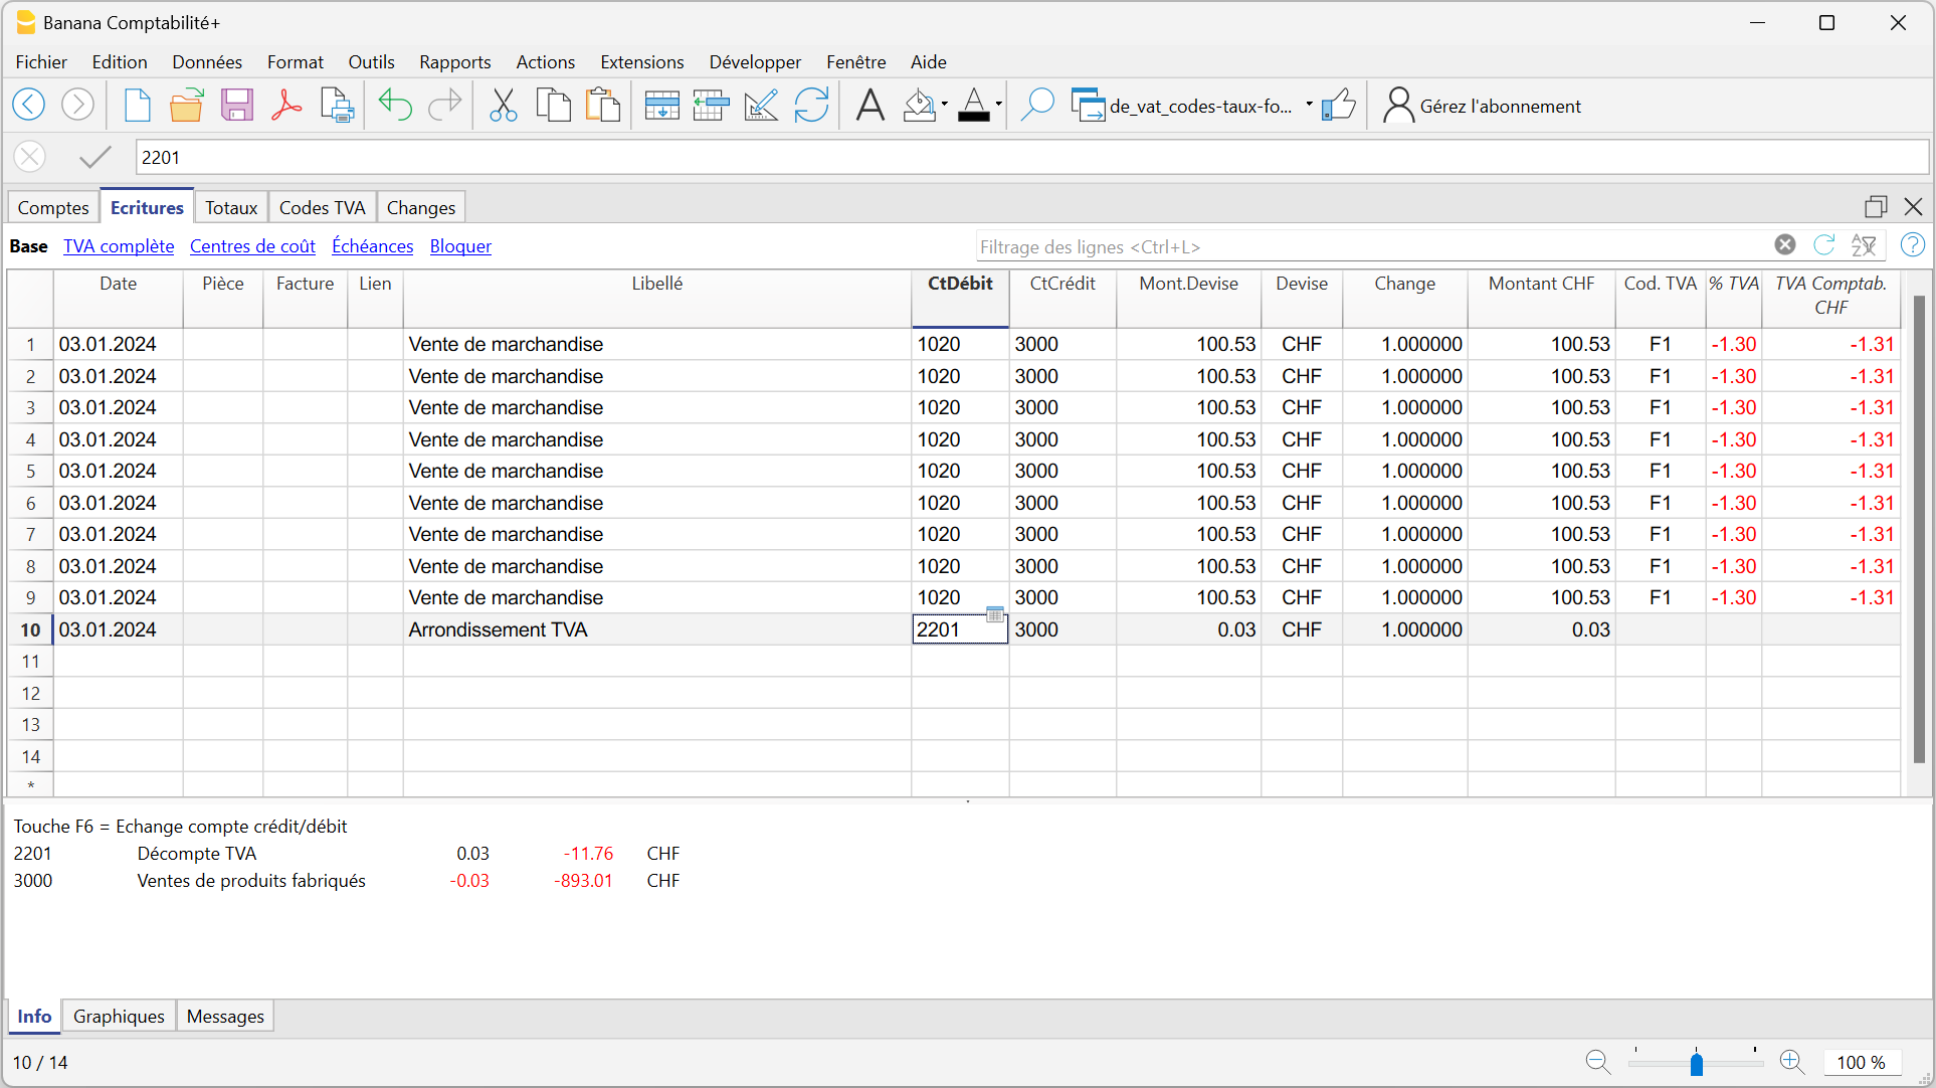 Banana Comptabilité+
Fichier Edition Données Format Outils Rapports Actions Extensions Développer Fenêtre Aide
de_vat_codes-taux-fo... Gérez l'abonnement
2201
Comptes Ecritures Totaux Codes TVA Changes
Base TVA complète Centres de coût Échéances Bloquer Filtrage des lignes <Ctrl+L>
Date Pièce Facture Lien Libellé CtDébit CtCrédit Mont.Devise Devise Change Montant CHF Cod. TVA % TVA TVA Comptab. CHF
1 03.01.2024 Vente de marchandise 1020 3000 100.53 CHF 1.000000 100.53 F1 -1.30 -1.31
2 03.01.2024 Vente de marchandise 1020 3000 100.53 CHF 1.000000 100.53 F1 -1.30 -1.31
3 03.01.2024 Vente de marchandise 1020 3000 100.53 CHF 1.000000 100.53 F1 -1.30 -1.31
4 03.01.2024 Vente de marchandise 1020 3000 100.53 CHF 1.000000 100.53 F1 -1.30 -1.31
5 03.01.2024 Vente de marchandise 1020 3000 100.53 CHF 1.000000 100.53 F1 -1.30 -1.31
6 03.01.2024 Vente de marchandise 1020 3000 100.53 CHF 1.000000 100.53 F1 -1.30 -1.31
7 03.01.2024 Vente de marchandise 1020 3000 100.53 CHF 1.000000 100.53 F1 -1.30 -1.31
8 03.01.2024 Vente de marchandise 1020 3000 100.53 CHF 1.000000 100.53 F1 -1.30 -1.31
9 03.01.2024 Vente de marchandise 1020 3000 100.53 CHF 1.000000 100.53 F1 -1.30 -1.31
10 03.01.2024 Arrondissement TVA 2201 3000 0.03 CHF 1.000000 0.03
11
12
13
14
*
Touche F6 = Echange compte crédit/débit
2201 Décompte TVA 0.03 -11.76 CHF
3000 Ventes de produits fabriqués -0.03 -893.01 CHF
Info Graphiques Messages
10 / 14 100 %